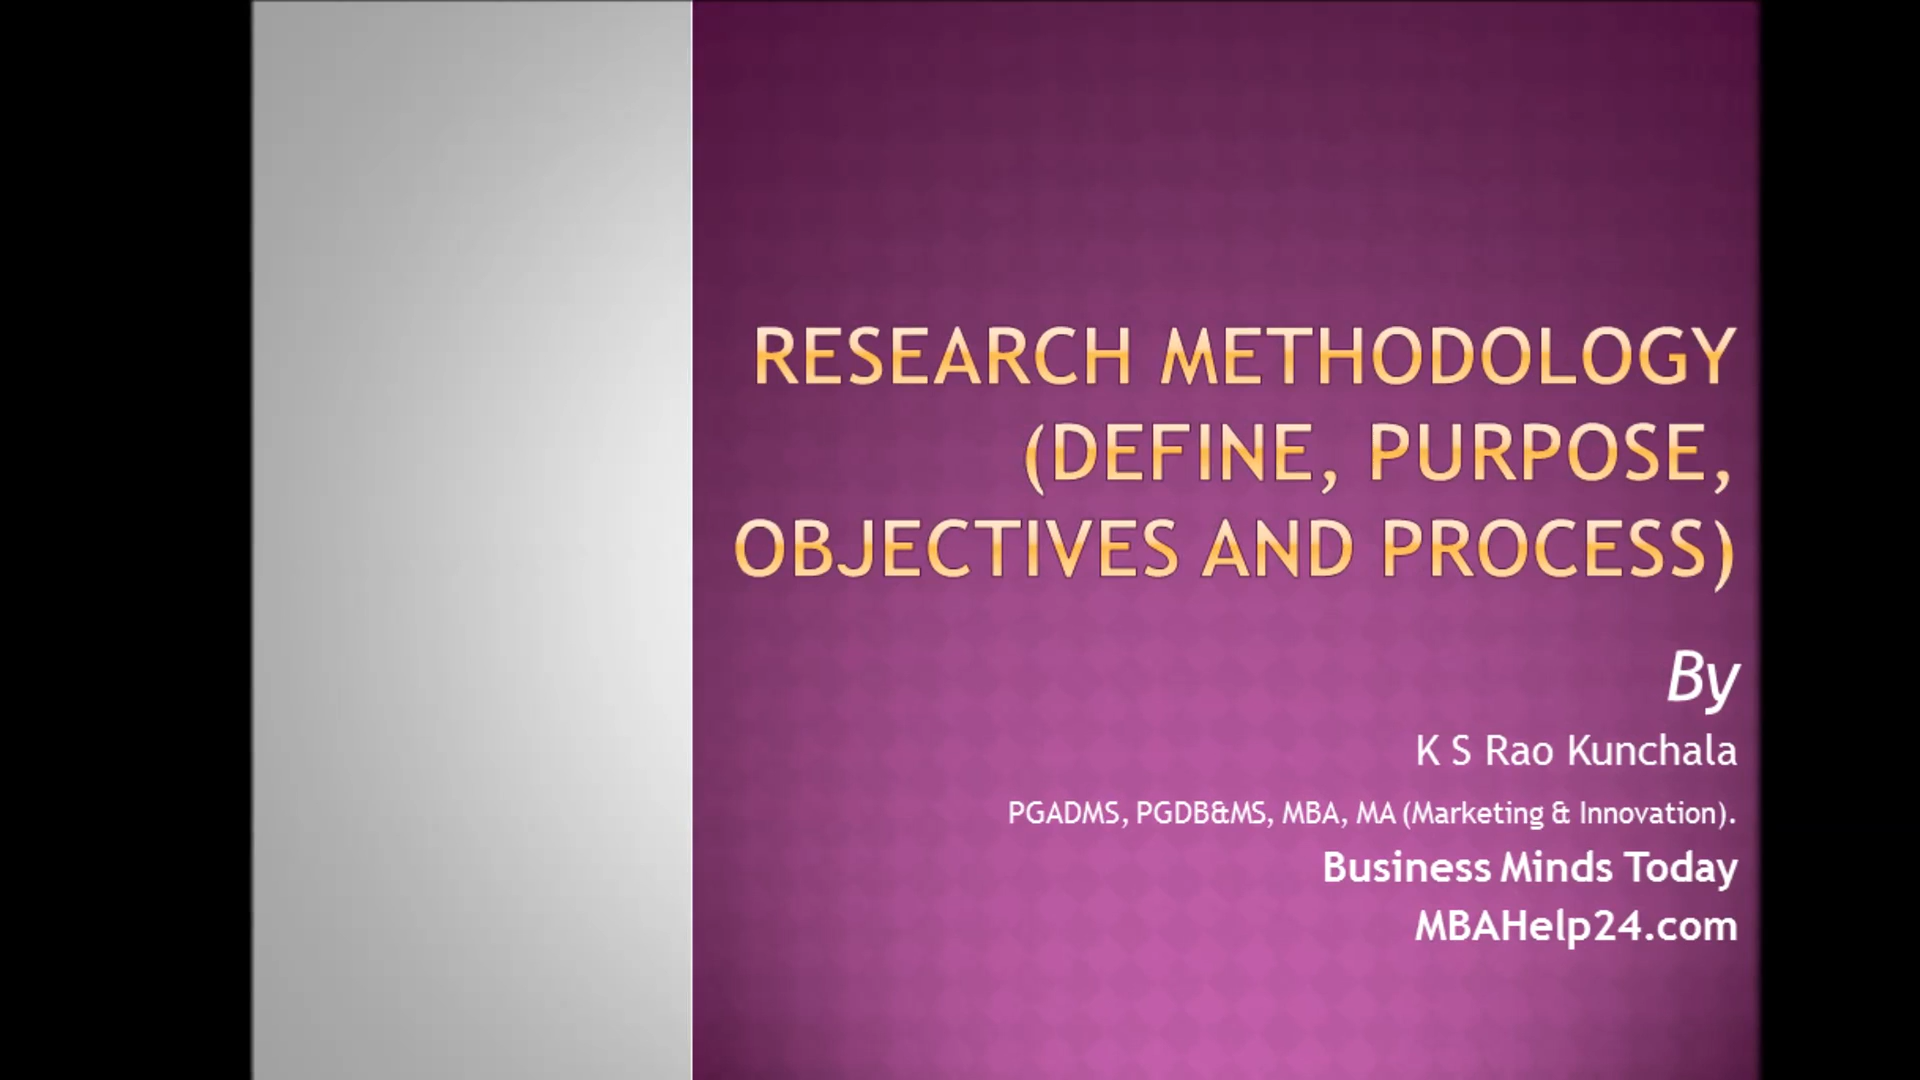 RESEARCH METHODOLOGY
(DEFINE, PURPOSE,
OBJECTIVES AND PROCESS)
By
K S Rao Kunchala
PGADMS, PGDB&MS, MBA, MA (Marketing & Innovation).
Business Minds Today
MBAHelp24.com